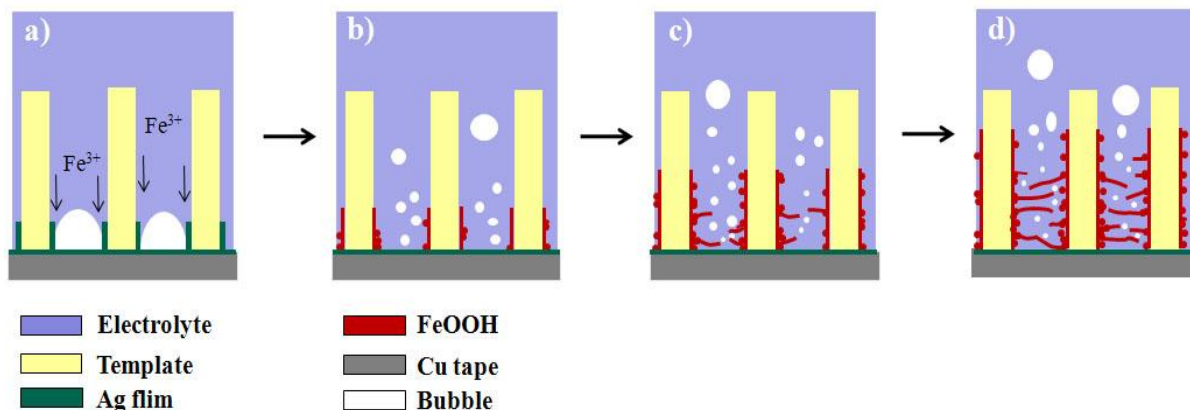 a)
b)
c)
d)
Fe³⁺
Fe³⁺
Electrolyte
FeOOH
Template
Cu tape
Ag flim
Bubble